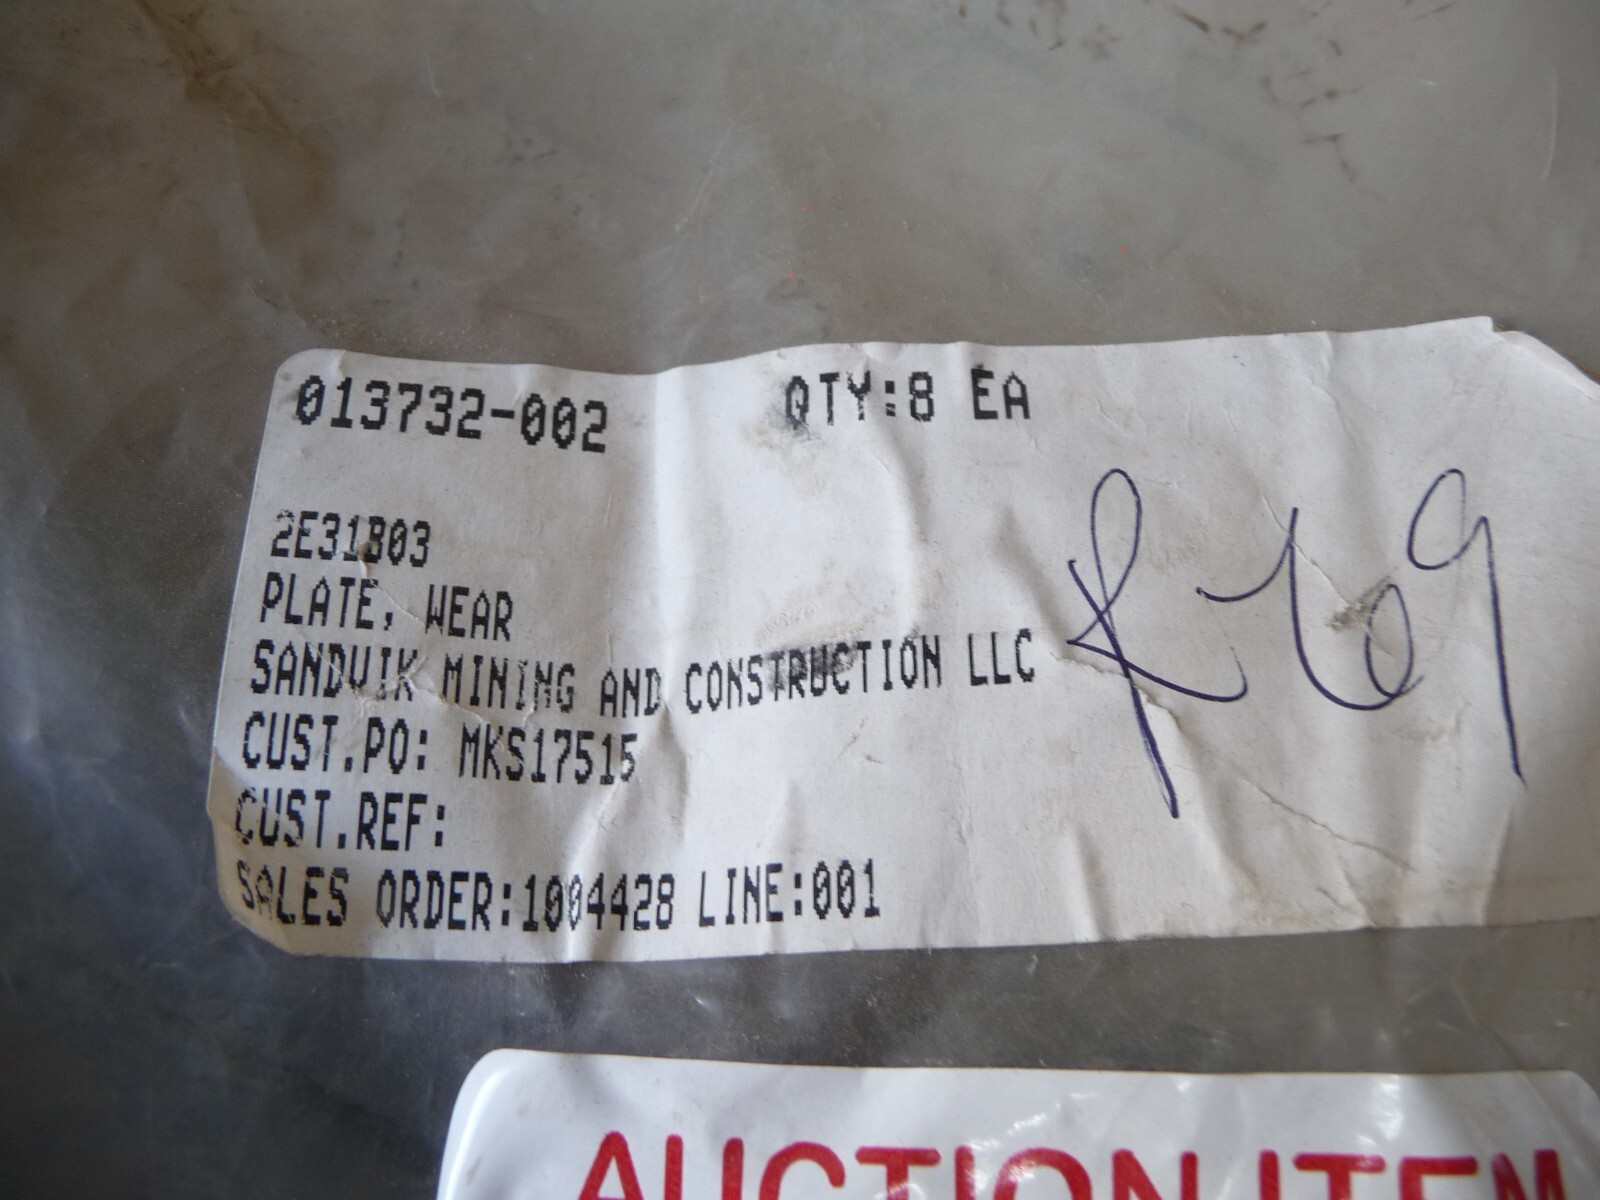 013732-002 QTY:8 EA
2E31B03
PLATE, WEAR
SANDVIK MINING AND CONSTRUCTION LLC
CUST.PO: MKS17515
CUST.REF:
SALES ORDER:1004428 LINE:001
AUCTION ITEM